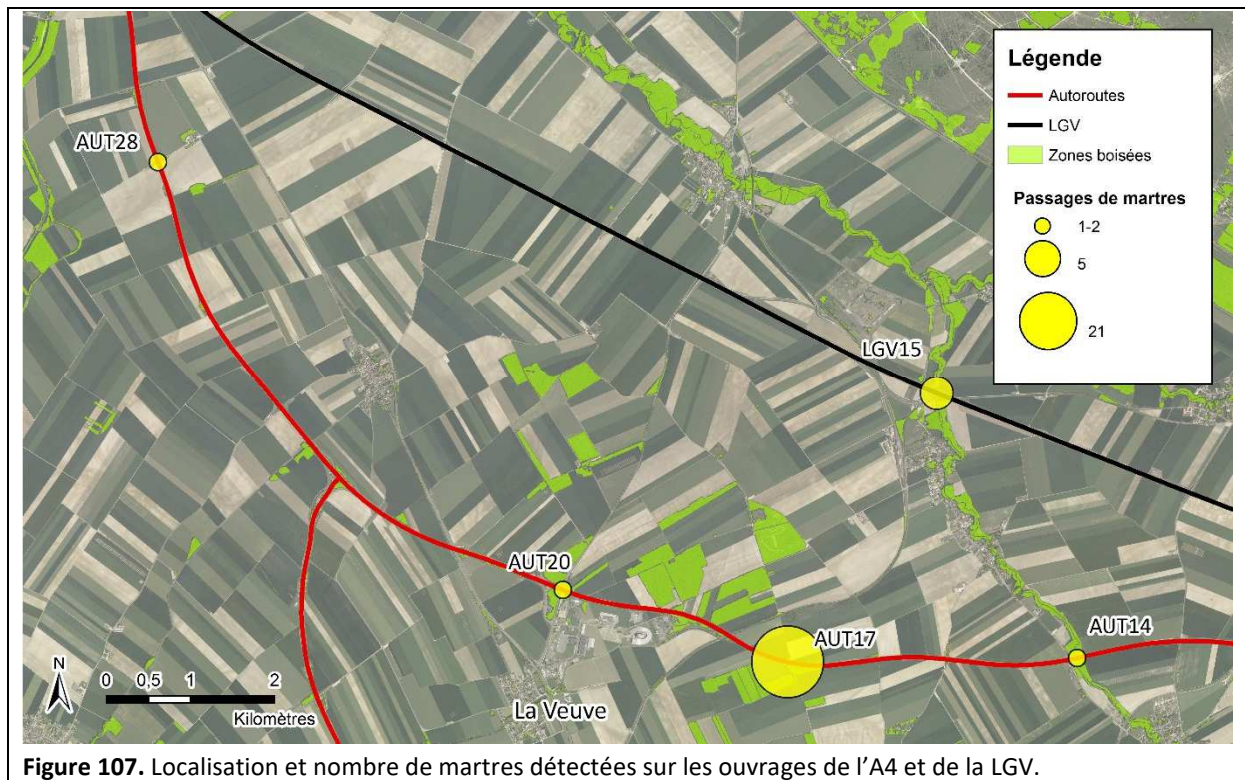 AUT28
LGV15
AUT20
AUT17
AUT14
La Veuve
N
0 0,5 1 2
Kilomètres
Légende
Autoroutes
LGV
Zones boisées
Passages de martres
1-2
5
21
Figure 107. Localisation et nombre de martres détectées sur les ouvrages de l’A4 et de la LGV.